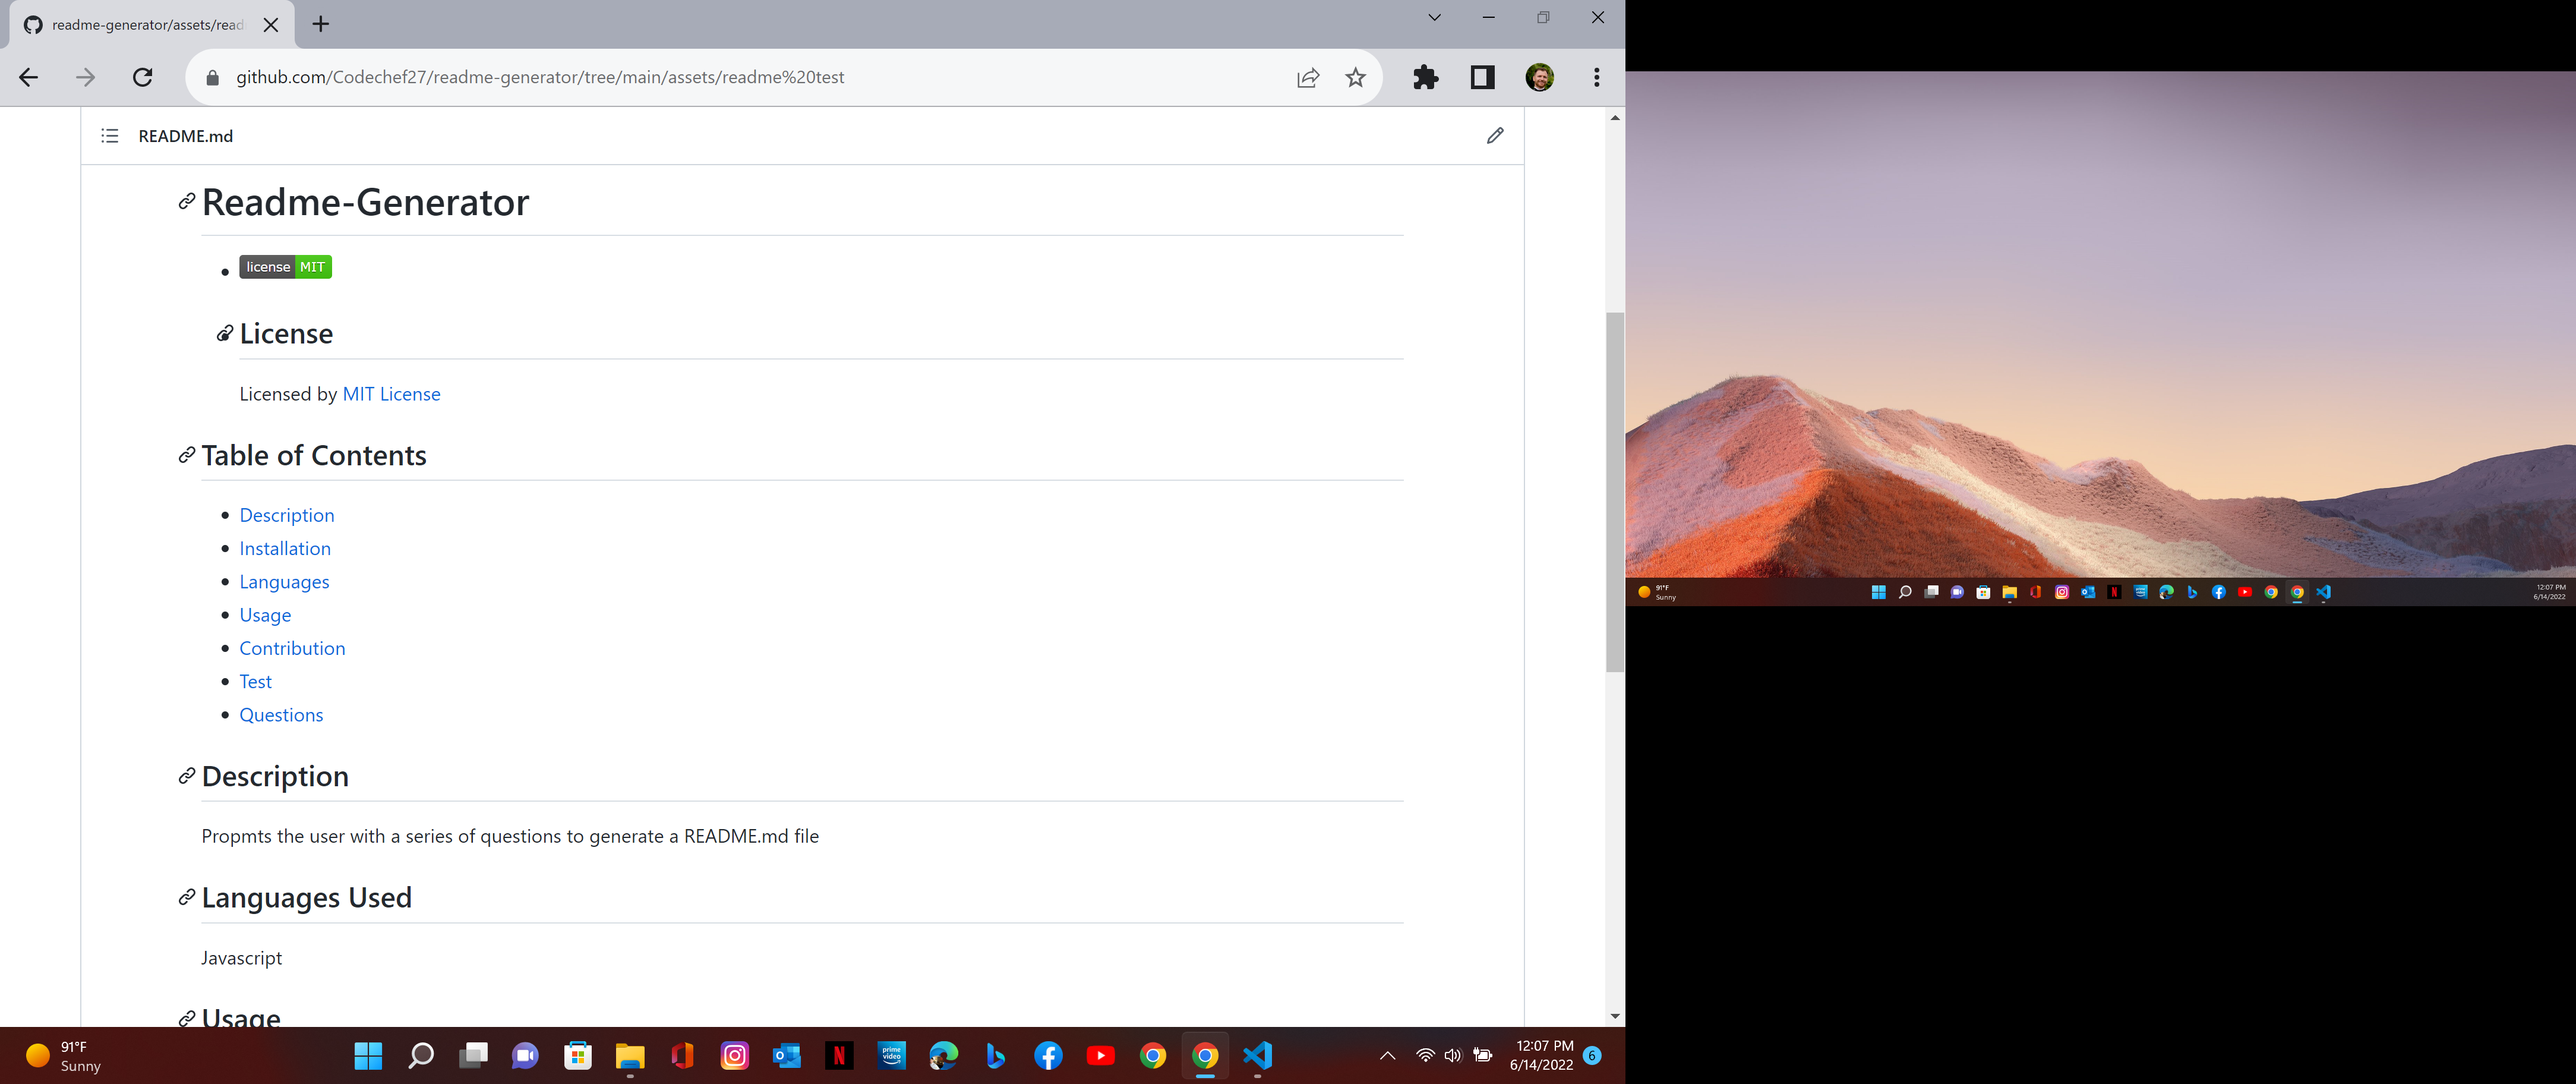 readme-generator/assets/read
github.com/Codechef27/readme-generator/tree/main/assets/readme%20test
README.md
Readme-Generator
license MIT
License
Licensed by MIT License
Table of Contents
Description
Installation
Languages
Usage
Contribution
Test
Questions
Description
Propmts the user with a series of questions to generate a README.md file
Languages Used
Javascript
Usage
91°F
Sunny
prime
video
12:07 PM
6/14/2022
6
91°F
Sunny
12:07 PM
6/14/2022